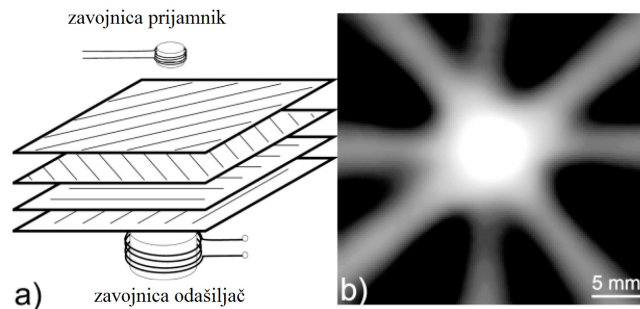 zavojnica prijamnik
zavojnica odašiljač
a)
b)
5 mm